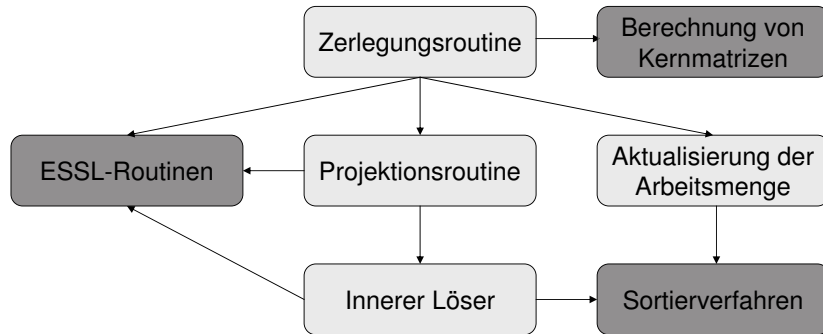 Zerlegungsroutine
Berechnung von
Kernmatrizen
ESSL-Routinen
Projektionsroutine
Aktualisierung der
Arbeitsmenge
Innerer Löser
Sortierverfahren